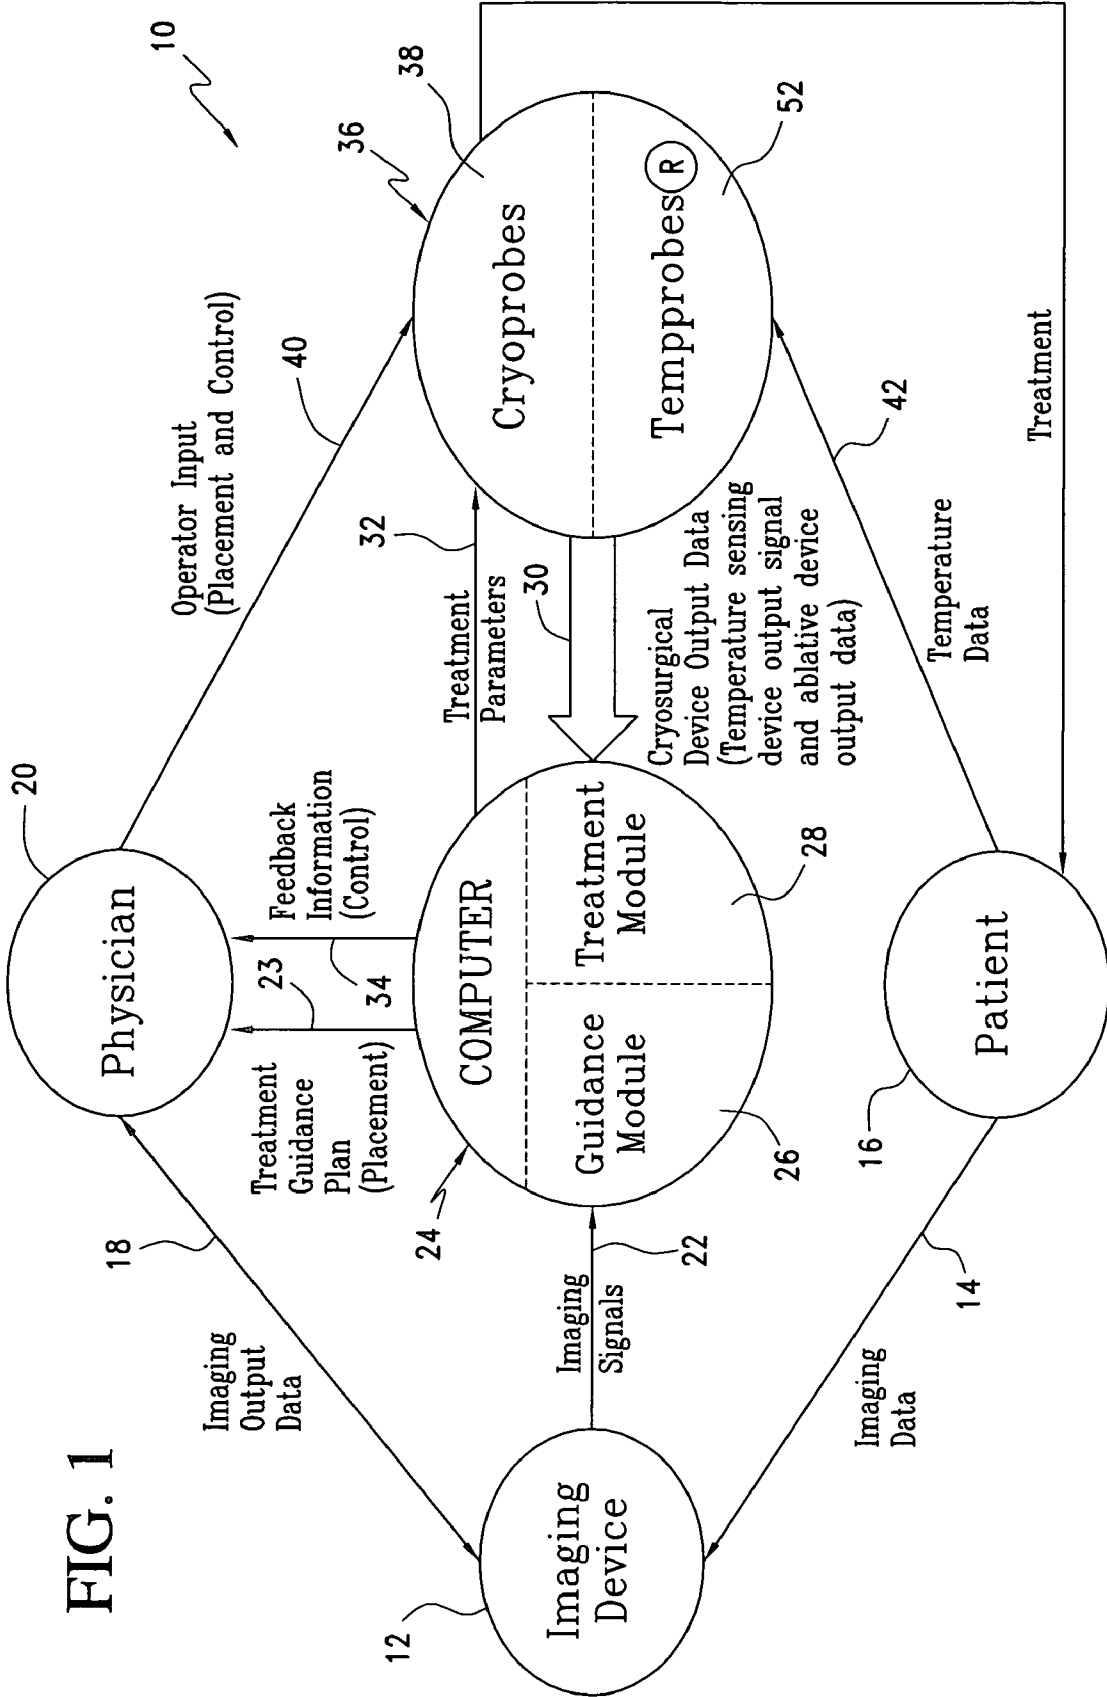 FIG. 1
10
20
Physician
18
Imaging
Output
Data
Operator Input
(Placement and Control)
40
Treatment
Guidance
Plan
(Placement)
23
34
Feedback
Information
(Control)
36
38
24
COMPUTER
Guidance
Module
Treatment
Module
26
28
Treatment
Parameters
32
30
Cryosurgical
Device Output Data
(Temperature sensing
device output signal
and ablative device
output data)
Cryoprobes
Tempprobes R
52
12
Imaging
Device
Imaging
Signals
22
Imaging
Data
14
16
Patient
Temperature
Data
42
Treatment